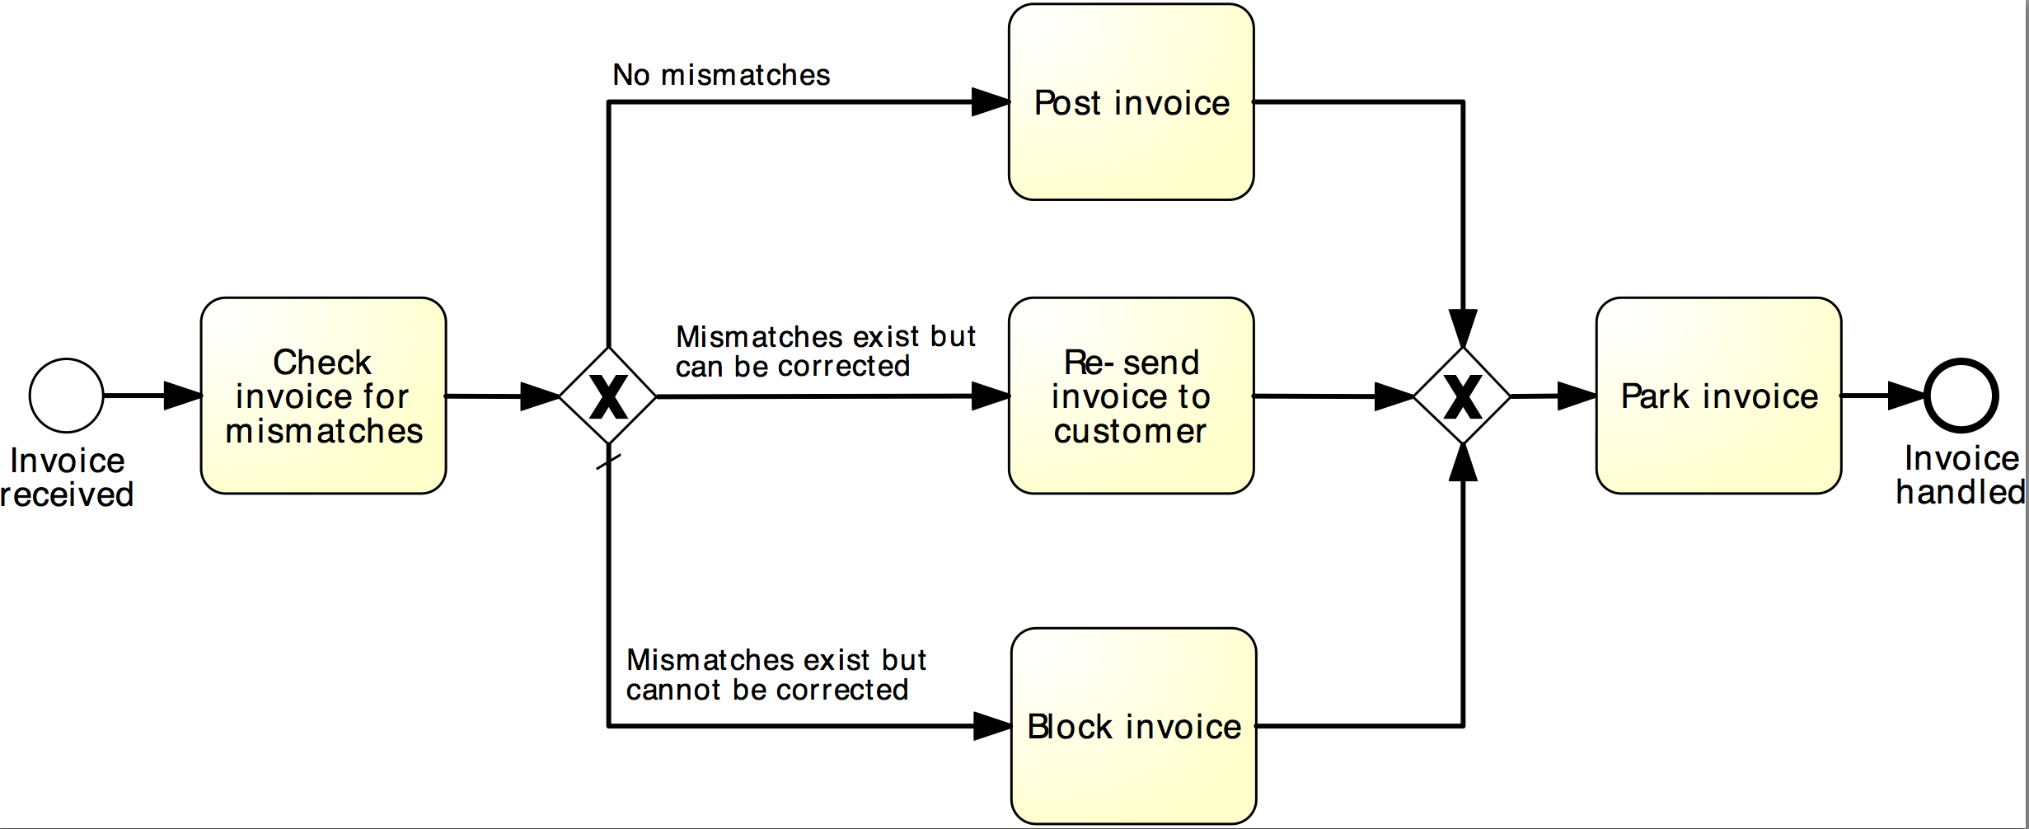 Invoice
received
Check
invoice for
mismatches
X
No mismatches
Mismatches exist but
can be corrected
Mismatches exist but
cannot be corrected
Post invoice
Re- send
invoice to
customer
Block invoice
X
Park invoice
Invoice
handled